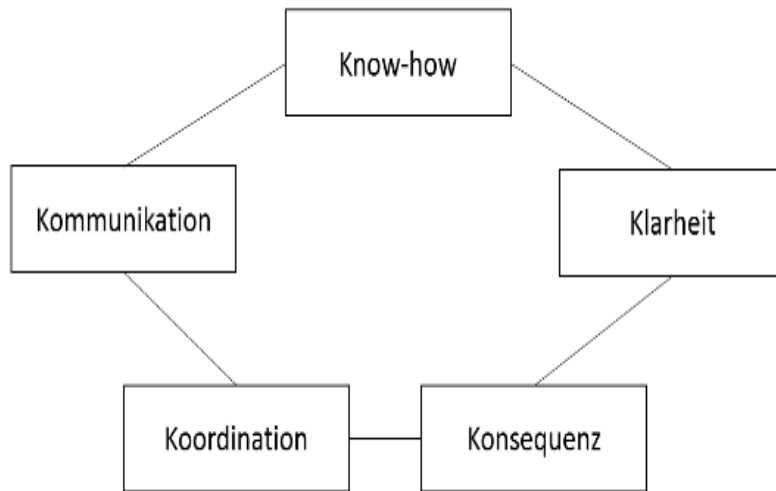 Know-how
Kommunikation
Klarheit
Koordination
Konsequenz